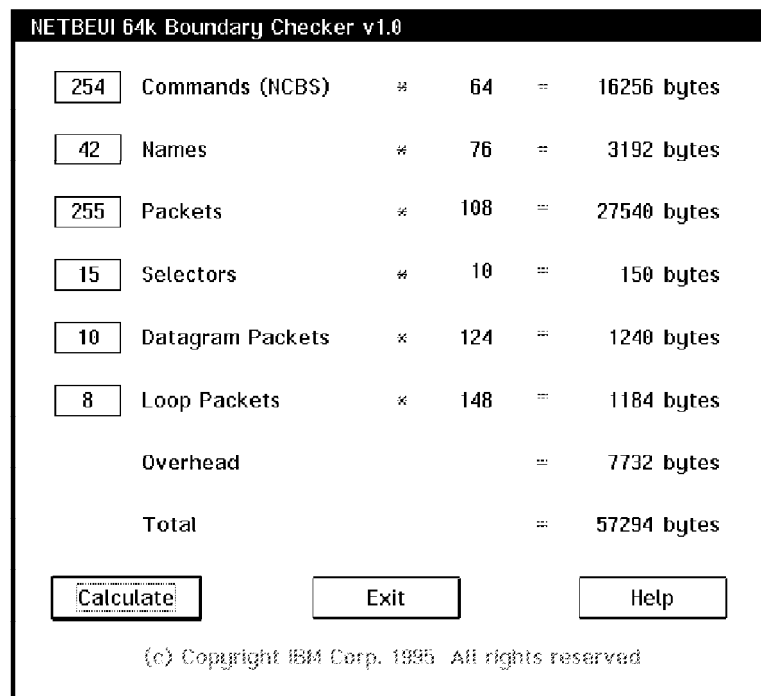 NETBEUI 64k Boundary Checker v1.0
254 Commands (NCBS) * 64 = 16256 bytes
42 Names * 76 = 3192 bytes
255 Packets * 108 = 27540 bytes
15 Selectors * 10 = 150 bytes
10 Datagram Packets * 124 = 1240 bytes
8 Loop Packets * 148 = 1184 bytes
Overhead = 7732 bytes
Total = 57294 bytes
Calculate Exit Help
(c) Copyright IBM Corp. 1995 All rights reserved